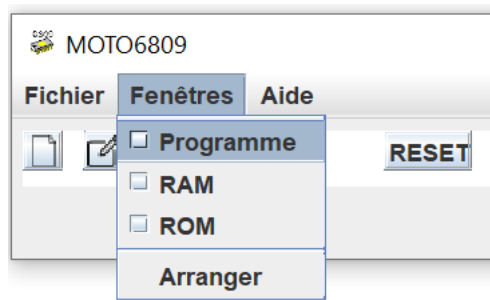 MOTO6809
Fichier Fenêtres Aide
Programme
RESET
RAM
ROM
Arranger